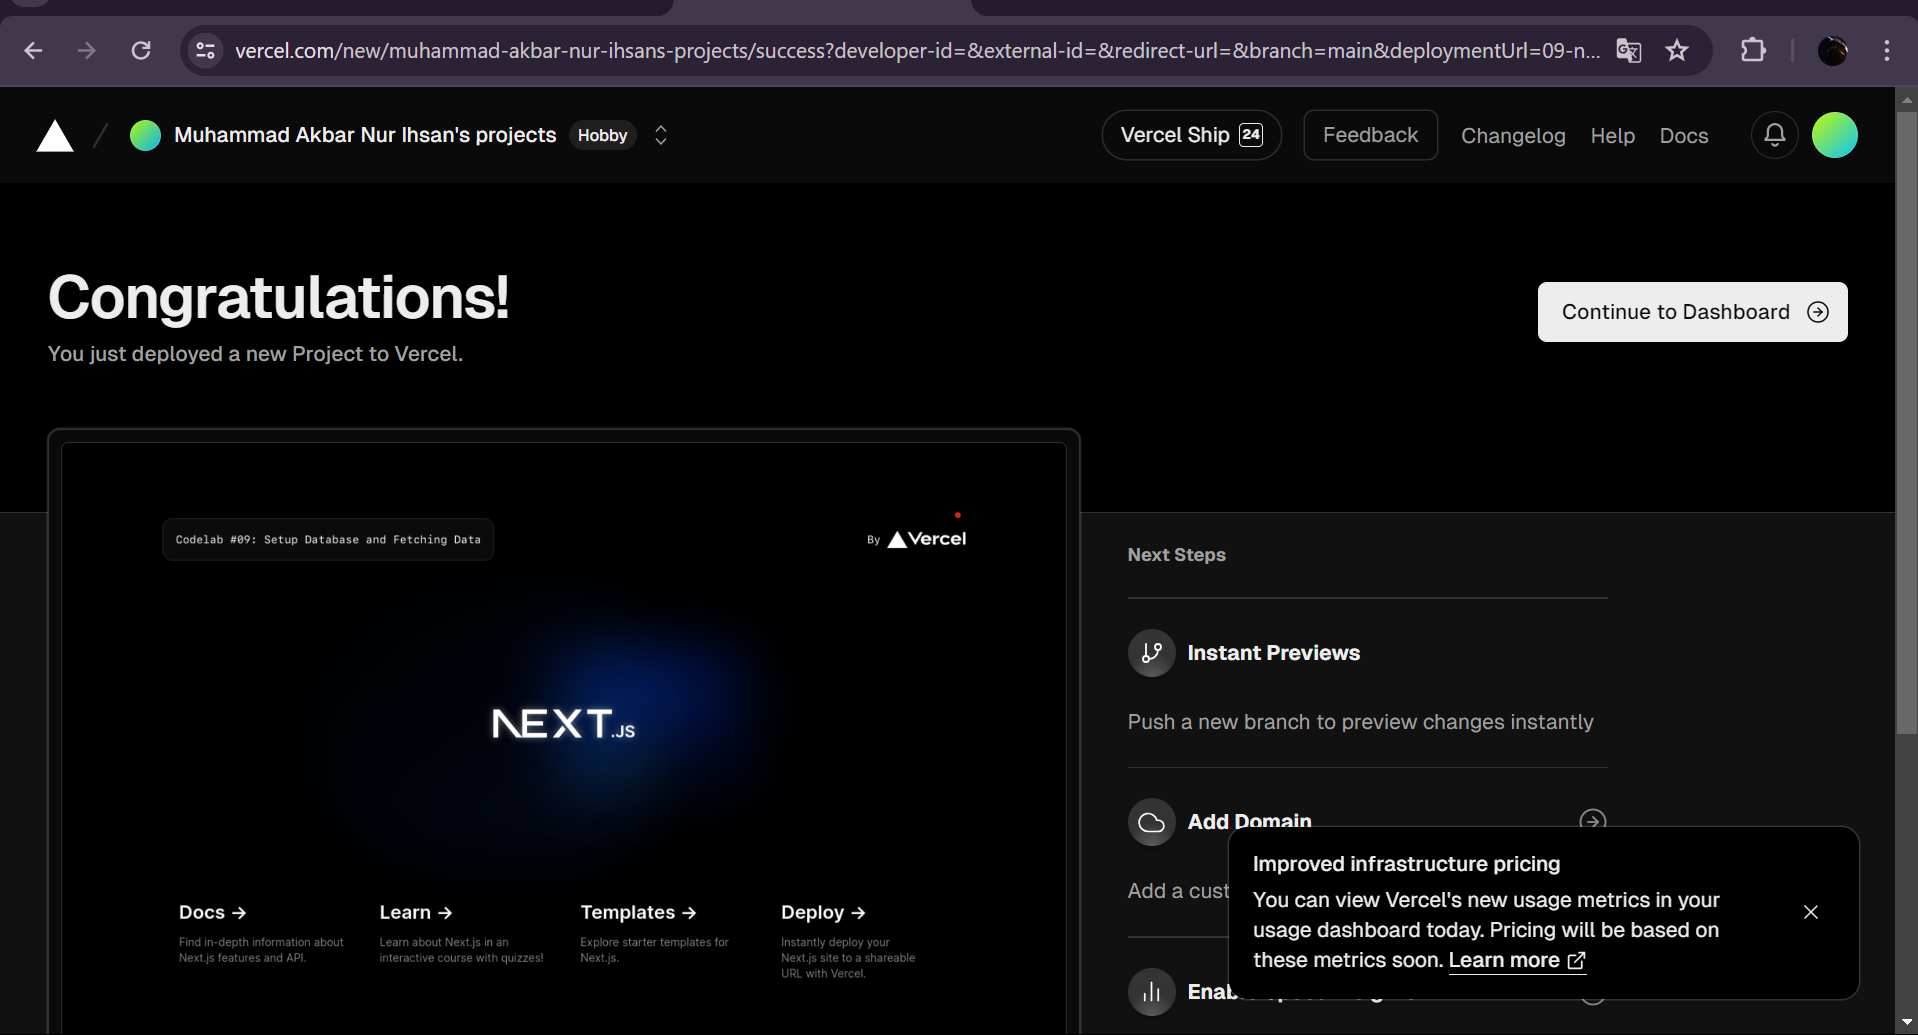 vercel.com/new/muhammad-akbar-nur-ihsans-projects/success?developer-id=&external-id=&redirect-url=&branch=main&deploymentUrl=09-n...
Muhammad Akbar Nur Ihsan's projects Hobby
Vercel Ship 24 Feedback Changelog Help Docs
Congratulations!
You just deployed a new Project to Vercel.
Continue to Dashboard
Codelab #09: Setup Database and Fetching Data
By Vercel
NEXT.JS
Docs → 
Find in-depth information about
Next.js features and API.
Learn →
Learn about Next.js in an
interactive course with quizzes!
Templates →
Explore starter templates for
Next.js.
Deploy →
Instantly deploy your
Next.js site to a shareable
URL with Vercel.
Next Steps
Instant Previews
Push a new branch to preview changes instantly
Add Domain
Add a cust
Improved infrastructure pricing
You can view Vercel's new usage metrics in your
usage dashboard today. Pricing will be based on
these metrics soon. Learn more